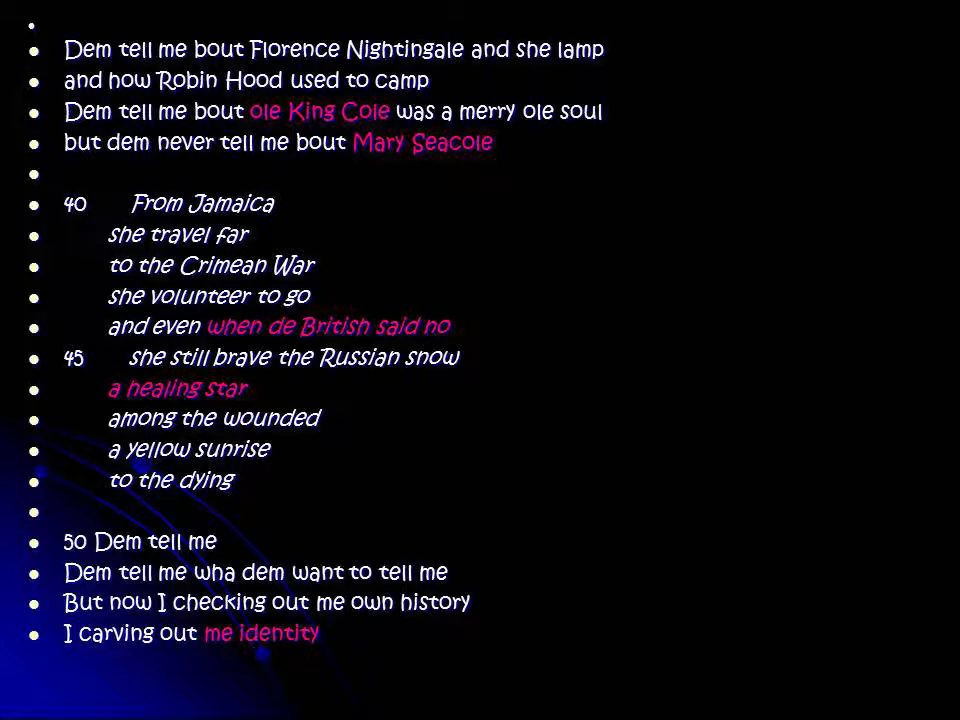 Dem tell me bout Florence Nightingale and she lamp
and how Robin Hood used to camp
Dem tell me bout ole King Cole was a merry ole soul
but dem never tell me bout Mary Seacole
40 From Jamaica
she travel far
to the Crimean War
she volunteer to go
and even when de British said no
45 she still brave the Russian snow
a healing star
among the wounded
a yellow sunrise
to the dying
50 Dem tell me
Dem tell me wha dem want to tell me
But now I checking out me own history
I carving out me identity